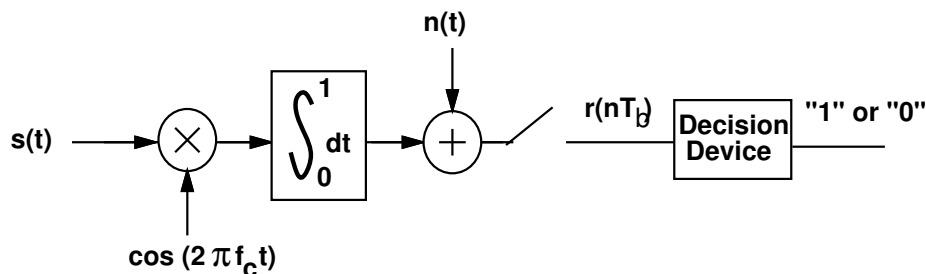 n(t)
s(t)
×
∫ 1 0 dt
+
r(nT_b)
Decision
Device
"1" or "0"
cos (2 π f_c t)